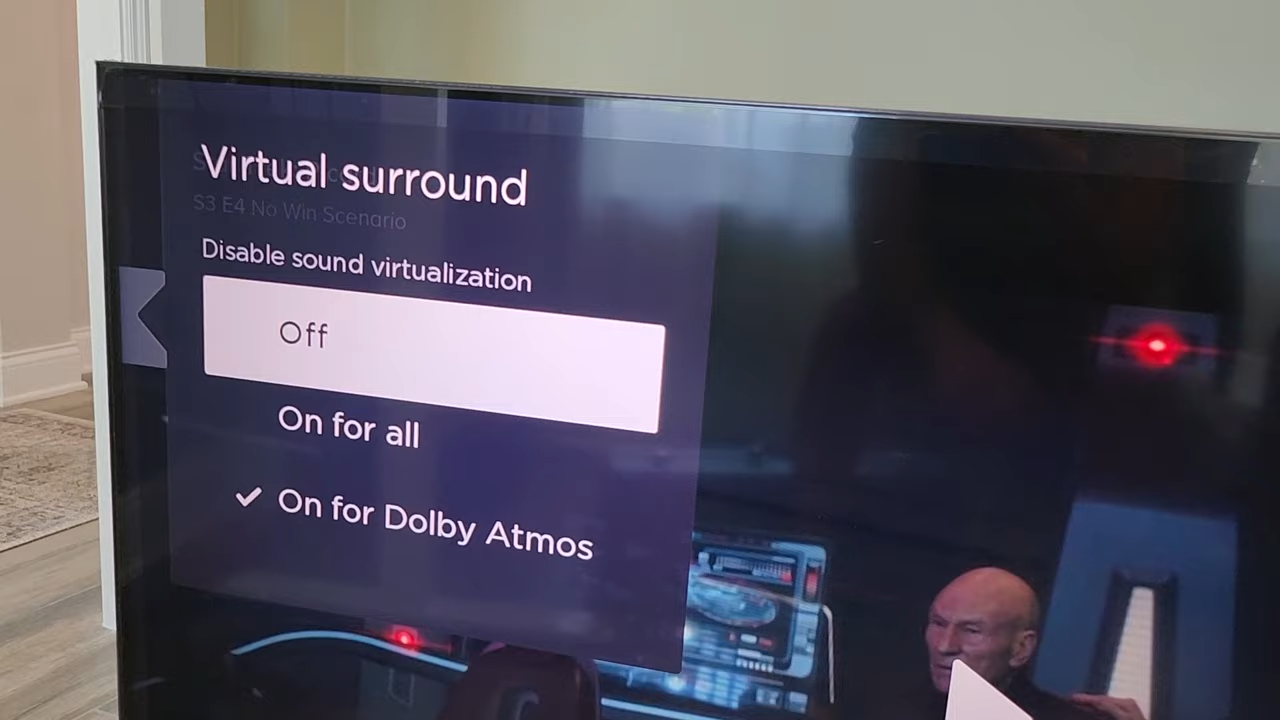 Virtual surround
S3 E4 No Win Scenario
Disable sound virtualization
Off
On for all
On for Dolby Atmos